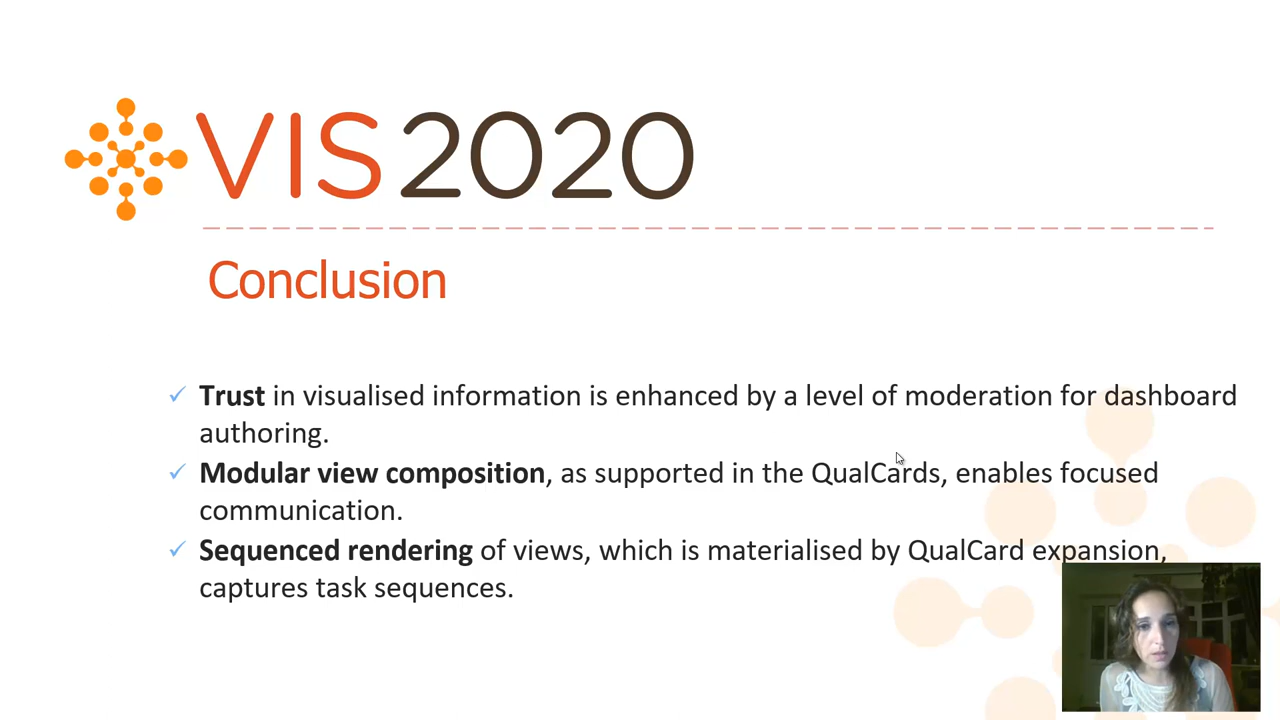 VIS2020
Conclusion
✓ Trust in visualised information is enhanced by a level of moderation for dashboard
authoring.
✓ Modular view composition, as supported in the QualCards, enables focused
communication.
✓ Sequenced rendering of views, which is materialised by QualCard expansion,
captures task sequences.